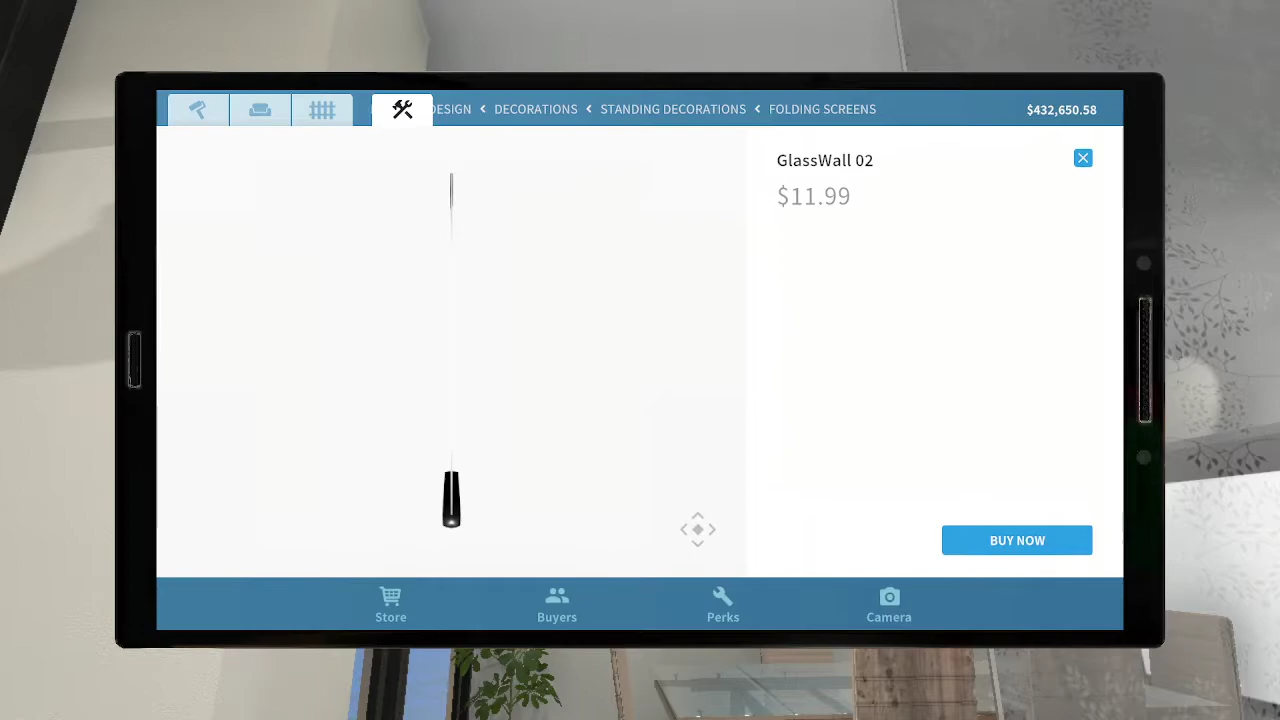 DESIGN DECORATIONS STANDING DECORATIONS FOLDING SCREENS $432,650.58
GlassWall 02
$11.99
BUY NOW
Store Buyers Perks Camera